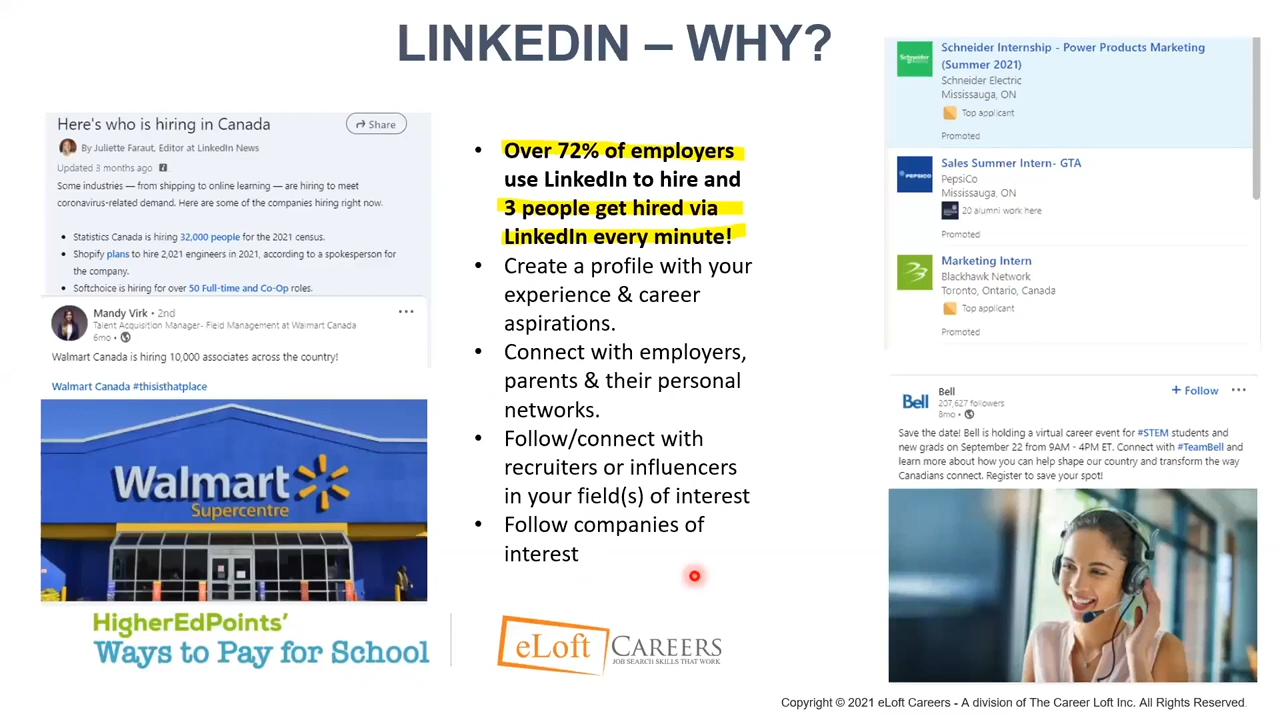 LINKEDIN – WHY?
Here's who is hiring in Canada
Share
By Juliette Faraut, Editor at LinkedIn News
Updated 3 months ago
Some industries — from shipping to online learning — are hiring to meet
coronavirus-related demand. Here are some of the companies hiring right now.
• Statistics Canada is hiring 32,000 people for the 2021 census.
• Shopify plans to hire 2,021 engineers in 2021, according to a spokesperson for
the company.
• Softchoice is hiring for over 50 Full-time and Co-Op roles.
Mandy Virk • 2nd
Talent Acquisition Manager- Field Management at Walmart Canada
6mo •
Walmart Canada is hiring 10,000 associates across the country!
Walmart Canada #thisisthatplace
Walmart
Supercentre
HigherEdPoints'
Ways to Pay for School
• Over 72% of employers
use LinkedIn to hire and
3 people get hired via
LinkedIn every minute!
• Create a profile with your
experience & career
aspirations.
• Connect with employers,
parents & their personal
networks.
• Follow/connect with
recruiters or influencers
in your field(s) of interest
• Follow companies of
interest
eLoft CAREERS
JOB SEARCH SKILLS THAT WORK
Schneider Internship - Power Products Marketing
(Summer 2021)
Schneider Electric
Mississauga, ON
Top applicant
Promoted
Schneider
PEPSICO
Sales Summer Intern- GTA
PepsiCo
Mississauga, ON
20 alumni work here
Promoted
Marketing Intern
Blackhawk Network
Toronto, Ontario, Canada
Top applicant
Promoted
Bell
Bell
207,627 followers
8mo •
+ Follow
Save the date! Bell is holding a virtual career event for #STEM students and
new grads on September 22 from 9AM - 4PM ET. Connect with #TeamBell and
learn more about how you can help shape our country and transform the way
Canadians connect. Register to save your spot!
Copyright © 2021 eLoft Careers - A division of The Career Loft Inc. All Rights Reserved.